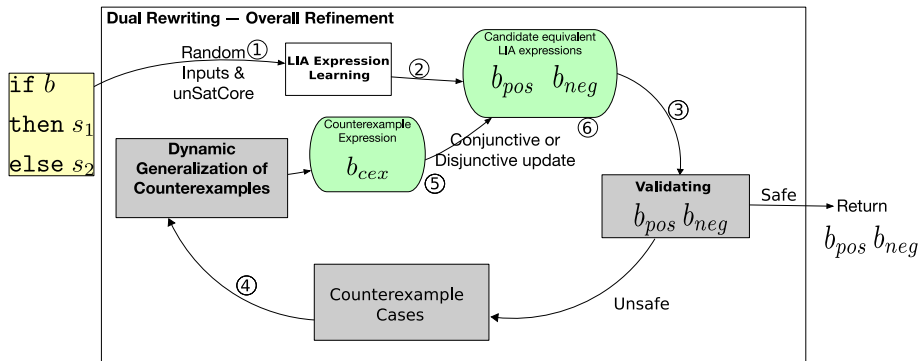 Dual Rewriting — Overall Refinement
if b
then s1
else s2
Random ①
Inputs &
unSatCore
LIA Expression
Learning
②
Candidate equivalent
LIA expressions
bpos bneg
③
⑥
Counterexample
Expression
bcex
⑤
Conjunctive or
Disjunctive update
Dynamic
Generalization of
Counterexamples
Validating
bpos bneg
Safe
Return
bpos bneg
④
Counterexample
Cases
Unsafe